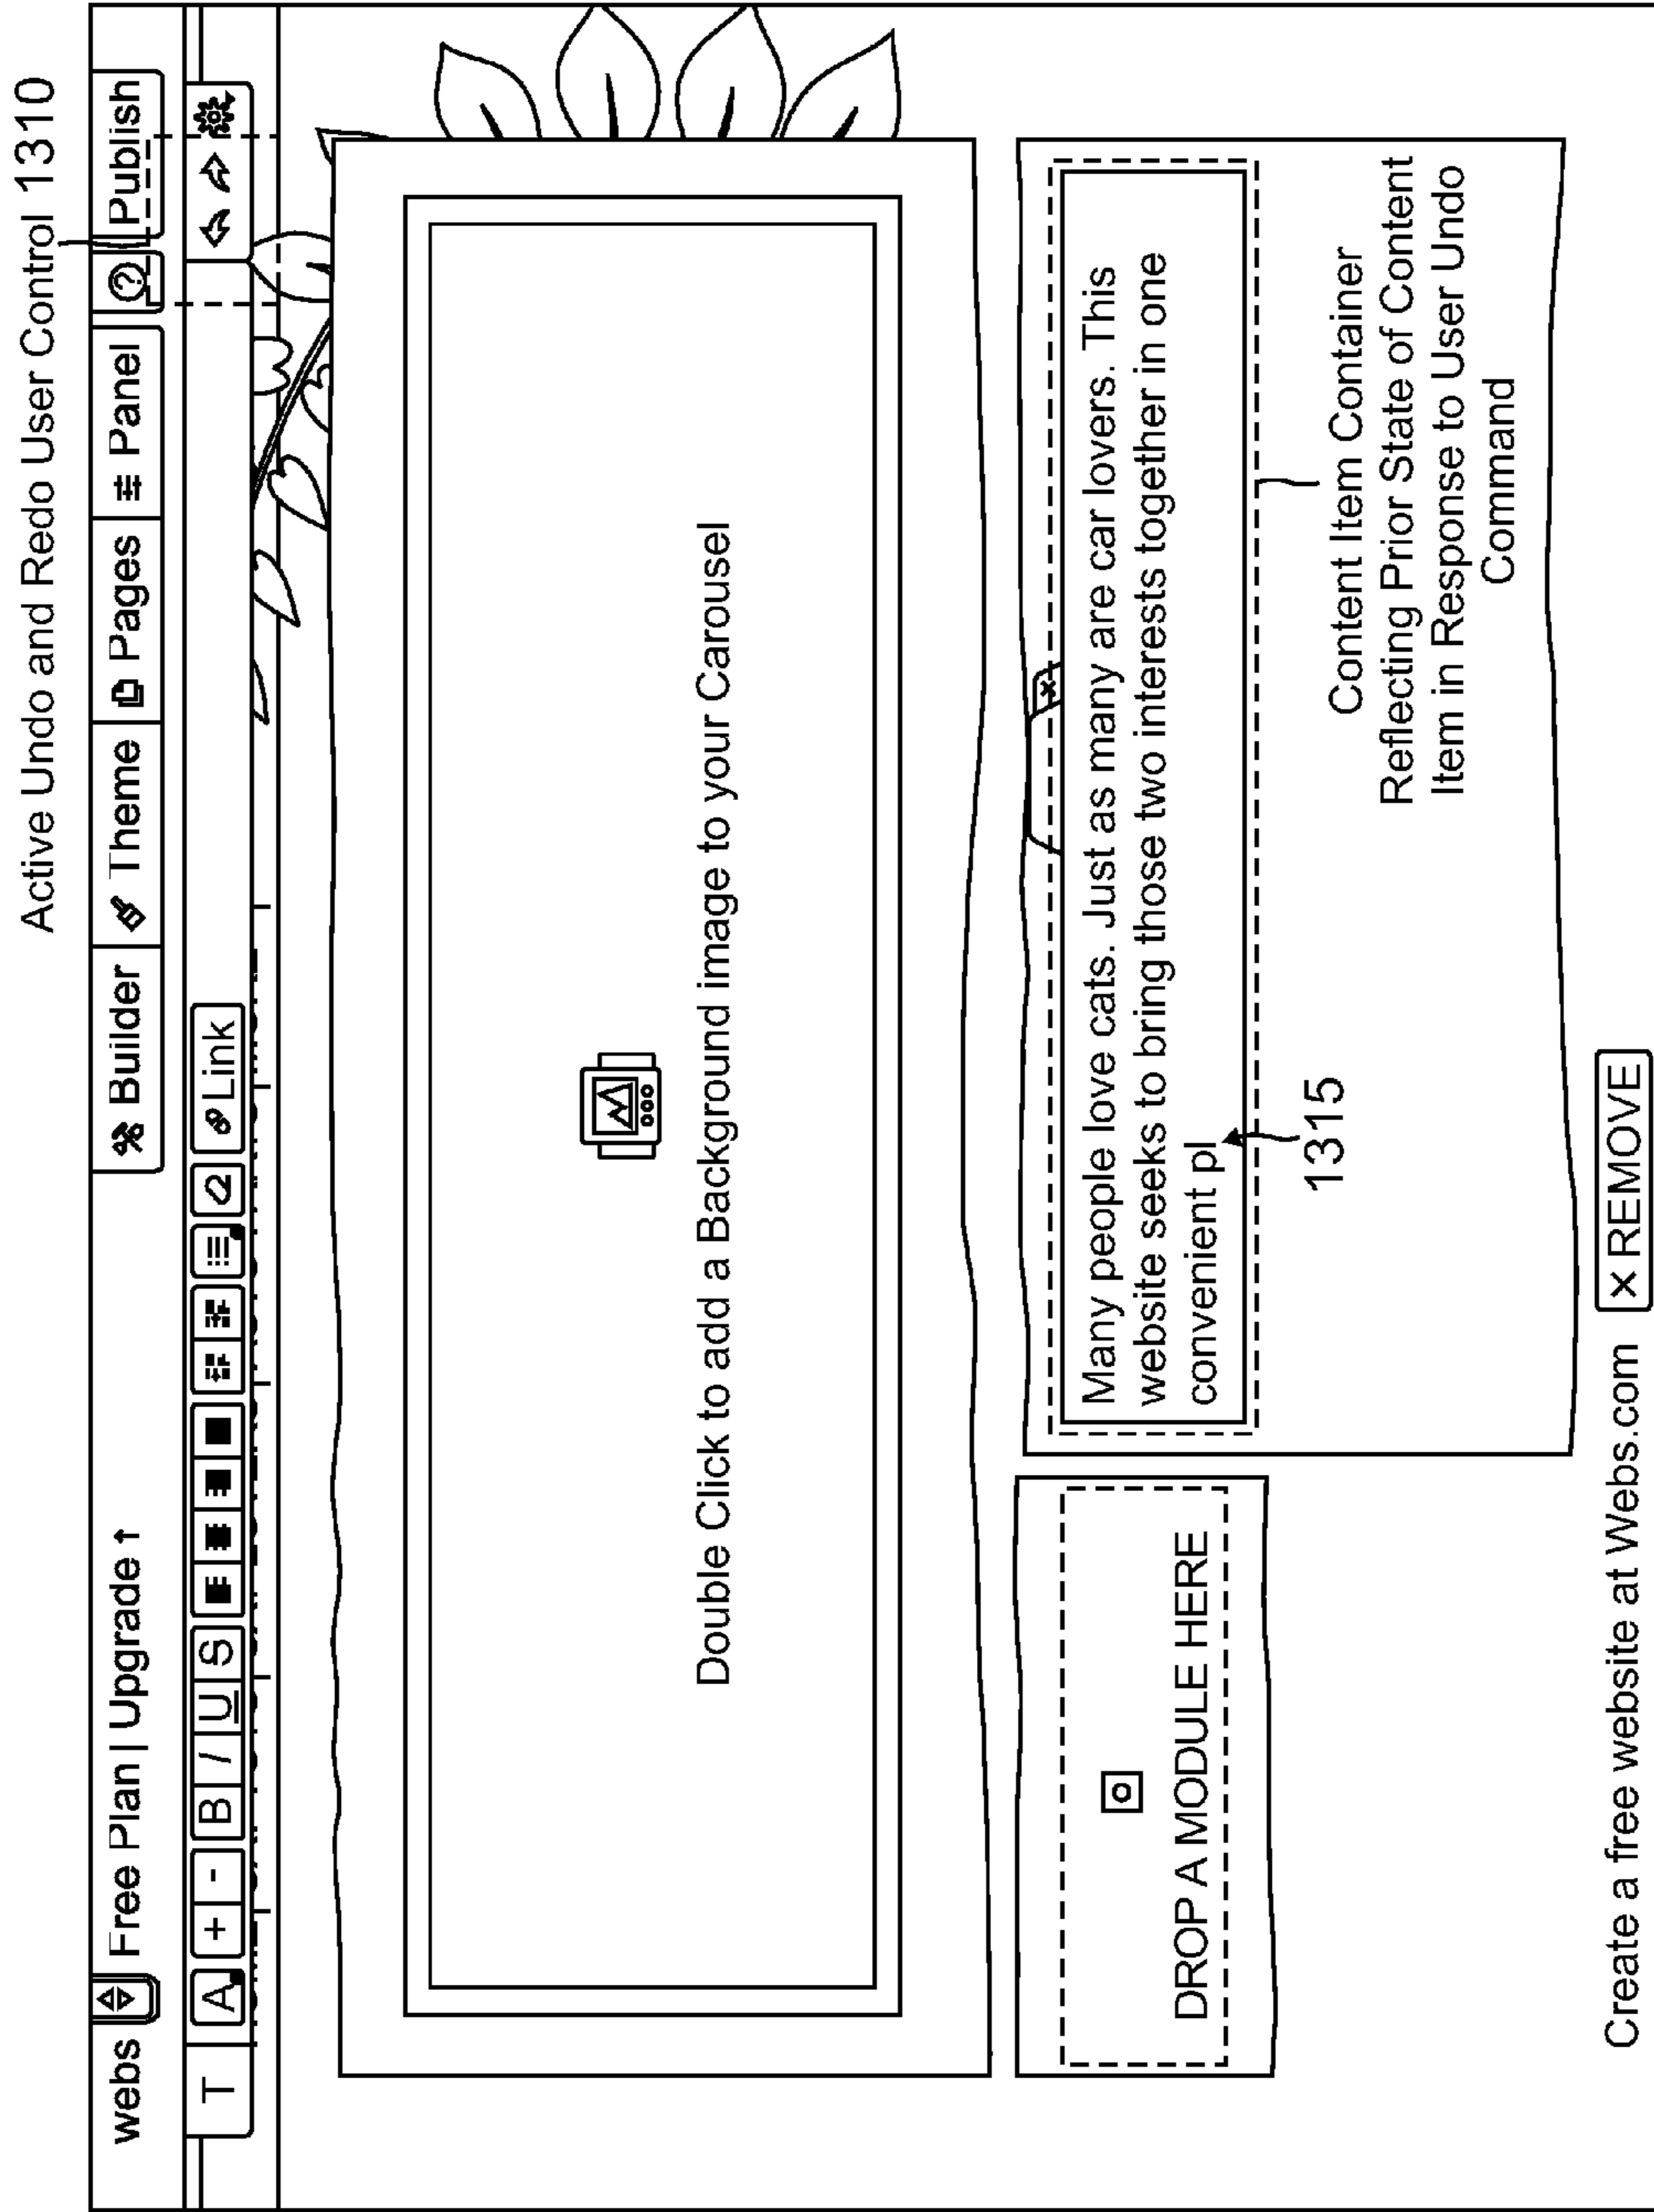 Active Undo and Redo User Control 1310
webs Free Plan | Upgrade ↑ Builder Theme Pages Panel ? Publish
T A + - B I U S Link
Double Click to add a Background image to your Carousel
DROP A MODULE HERE
Many people love cats. Just as many are car lovers. This
website seeks to bring those two interests together in one
convenient pl
1315
Content Item Container
Reflecting Prior State of Content
Item in Response to User Undo
Command
Create a free website at Webs.com × REMOVE